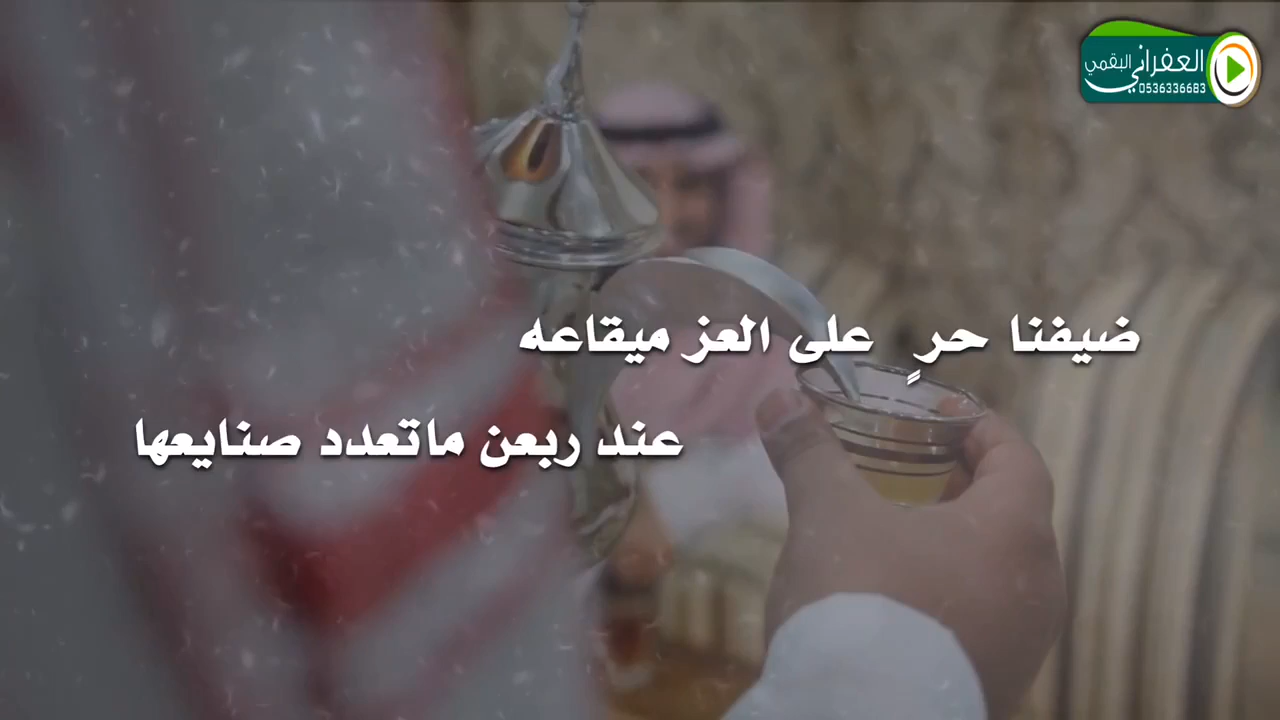 العفراني البقمي
0536336683
ضيفنا حرٍ على العز ميقاعه
عند ربعن ماتعدد صنايعها